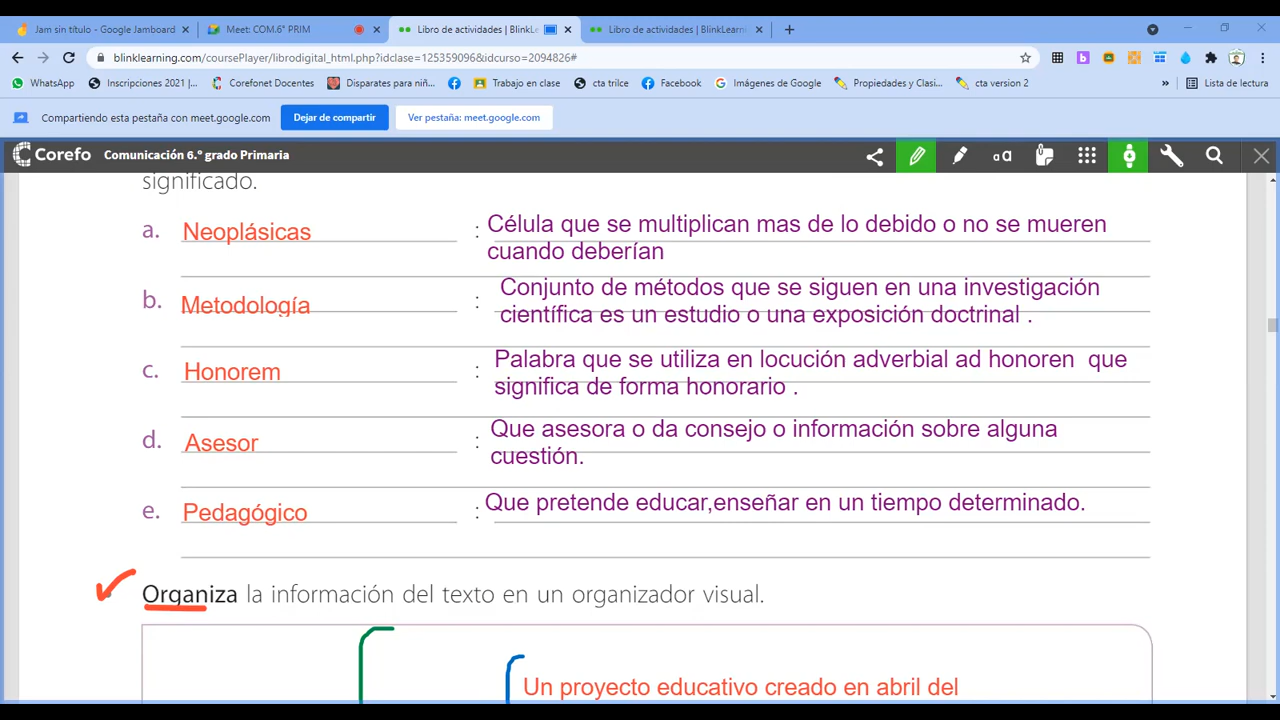 Jam sin título - Google Jamboard
Meet: COM.6° PRIM
Libro de actividades | BlinkLe
Libro de actividades | BlinkLearni
blinklearning.com/coursePlayer/librodigital_html.php?idclase=125359096&idcurso=2094826#
WhatsApp
Inscripciones 2021 |...
Corefonet Docentes
Disparates para niñ...
Trabajo en clase
cta trilce
Facebook
Imágenes de Google
Propiedades y Clasi...
cta version 2
»
Lista de lectura
Compartiendo esta pestaña con meet.google.com
Dejar de compartir
Ver pestaña: meet.google.com
Corefo
Comunicación 6.º grado Primaria
aA
significado.
a. Neoplásicas : Célula que se multiplican mas de lo debido o no se mueren
cuando deberían
b. Metodología : Conjunto de métodos que se siguen en una investigación
científica es un estudio o una exposición doctrinal .
c. Honorem : Palabra que se utiliza en locución adverbial ad honoren que
significa de forma honorario .
d. Asesor : Que asesora o da consejo o información sobre alguna
cuestión.
e. Pedagógico : Que pretende educar,enseñar en un tiempo determinado.
Organiza la información del texto en un organizador visual.
Un proyecto educativo creado en abril del